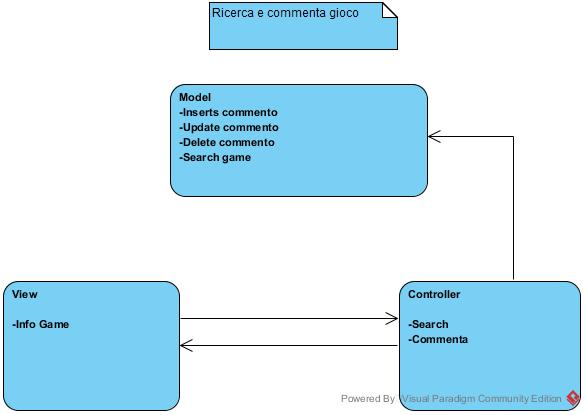 Ricerca e commenta gioco
Model
-Inserts commento
-Update commento
-Delete commento
-Search game
View
-Info Game
Controller
-Search
-Commenta
Powered By Visual Paradigm Community Edition